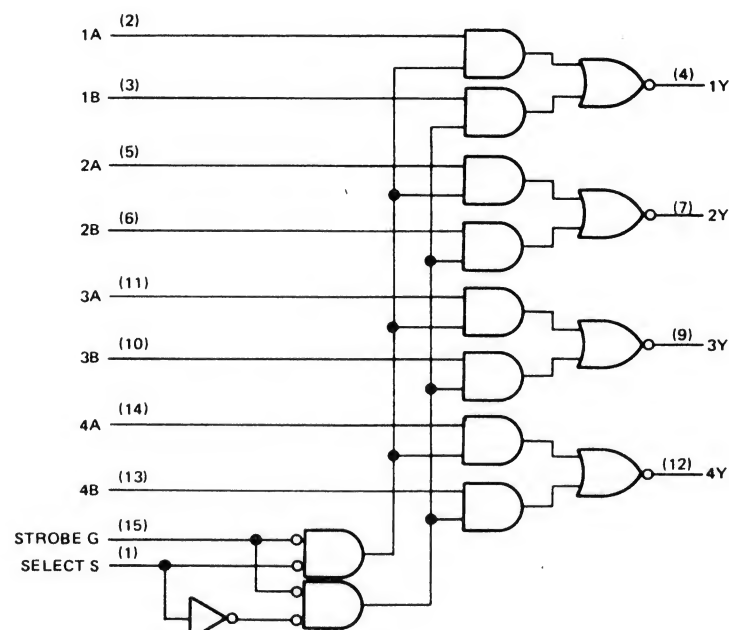 1A (2)
(4) 1Y
1B (3)
2A (5)
(7) 2Y
2B (6)
3A (11)
(9) 3Y
3B (10)
4A (14)
(12) 4Y
4B (13)
STROBE G (15)
SELECT S (1)